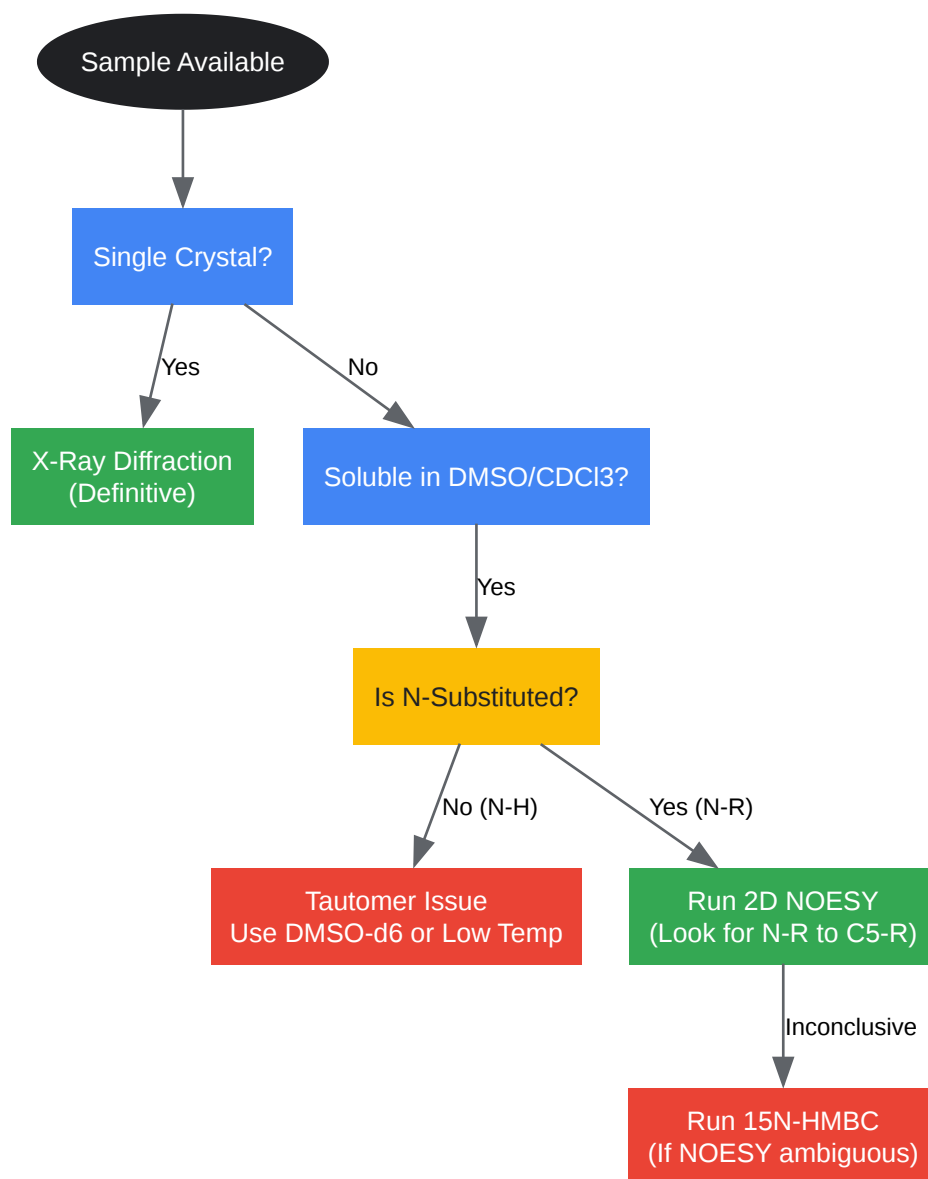 Sample Available
Single Crystal?
Yes
No
X-Ray Diffraction
(Definitive)
Soluble in DMSO/CDCl3?
Yes
Is N-Substituted?
No (N-H)
Yes (N-R)
Tautomer Issue
Use DMSO-d6 or Low Temp
Run 2D NOESY
(Look for N-R to C5-R)
Inconclusive
Run 15N-HMBC
(If NOESY ambiguous)